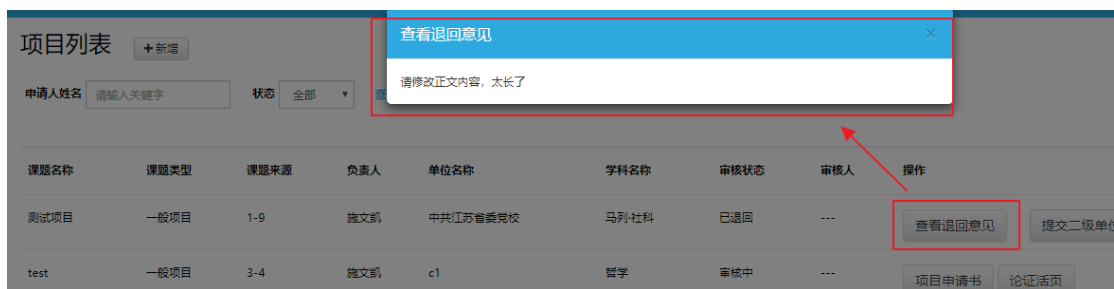 项目列表 +新增
查看退回意见 ×
请修改正文内容，太长了
申请人姓名 请输入关键字 状态 全部 查
课题名称 课题类型 课题来源 负责人 单位名称 学科名称 审核状态 审核人 操作
测试项目 一般项目 1-9 施文凯 中共江苏省委党校 马列·社科 已退回 --- 查看退回意见 提交二级单位
test 一般项目 3-4 施文凯 c1 哲学 审核中 --- 项目申请书 论证活页